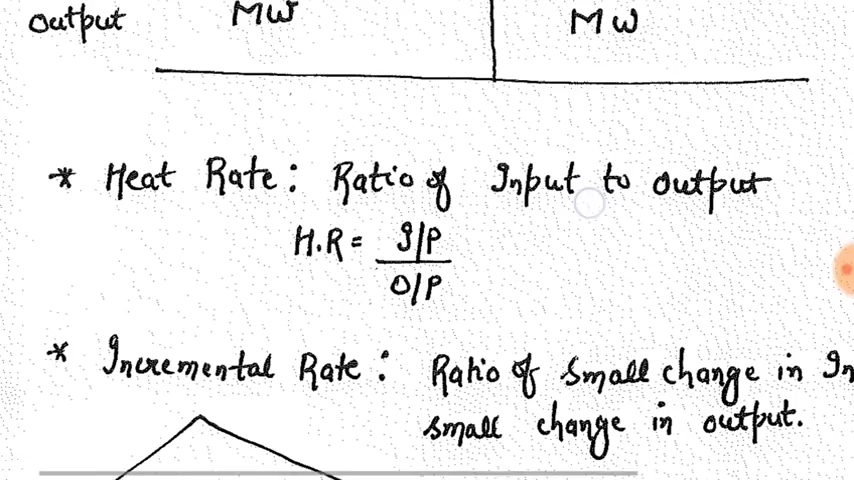 Output MW MW
* Heat Rate: Ratio of Input to output
H.R = I/P
O/P
* Incremental Rate: Ratio of small change in In
small change in output.